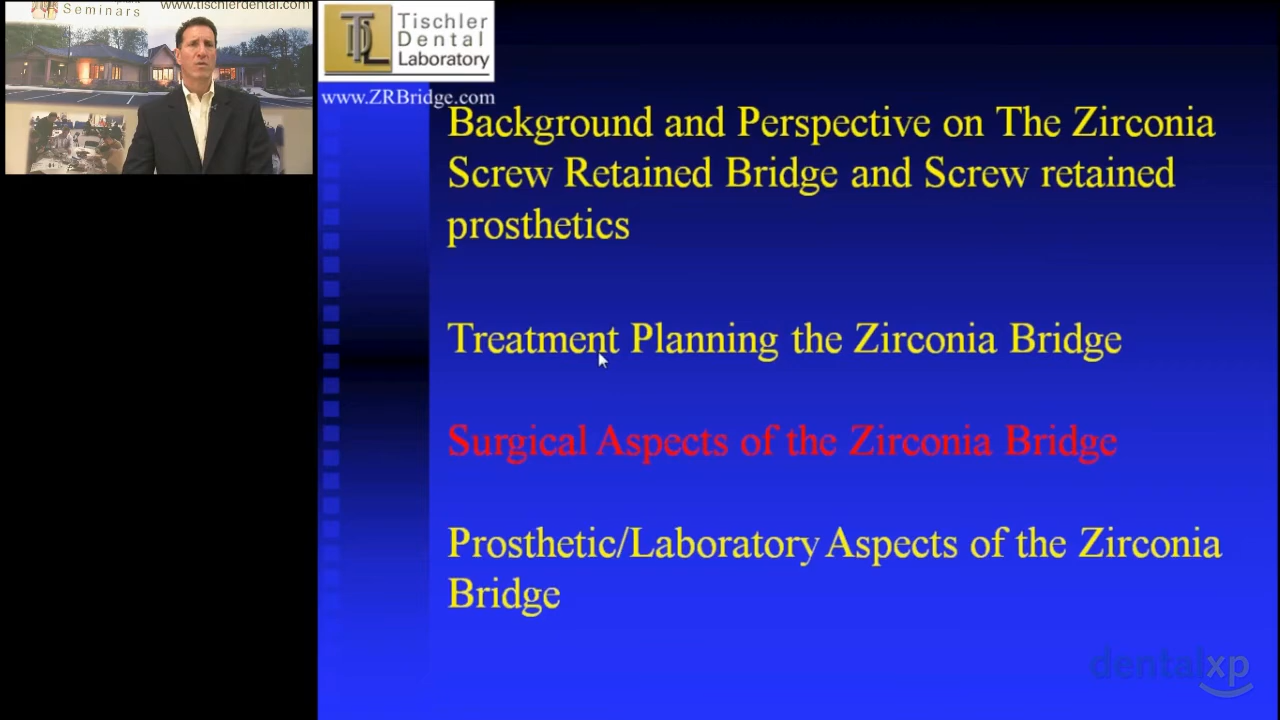 Seminars
www.tischlerdental.com
TDL
Tischler
Dental
Laboratory
www.ZRBridge.com
Background and Perspective on The Zirconia
Screw Retained Bridge and Screw retained
prosthetics
Treatment Planning the Zirconia Bridge
Surgical Aspects of the Zirconia Bridge
Prosthetic/Laboratory Aspects of the Zirconia
Bridge
dentalxp